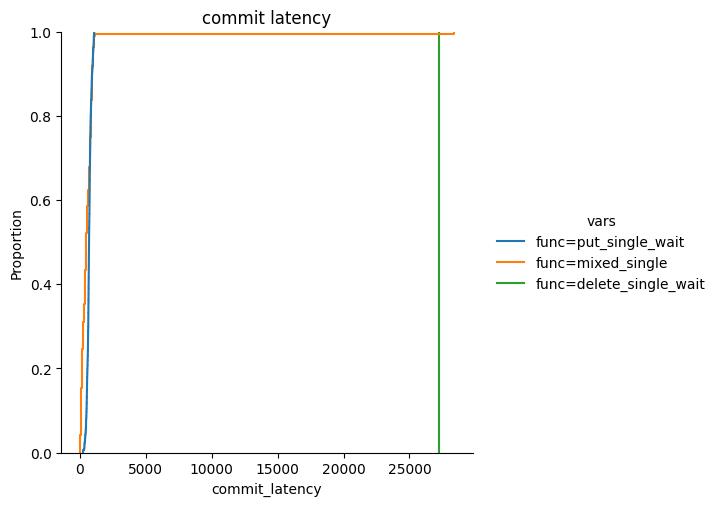 commit latency
1.0
0.8
0.6
0.4
0.2
0.0
Proportion
0
5000
10000
15000
20000
25000
commit_latency
vars
func=put_single_wait
func=mixed_single
func=delete_single_wait